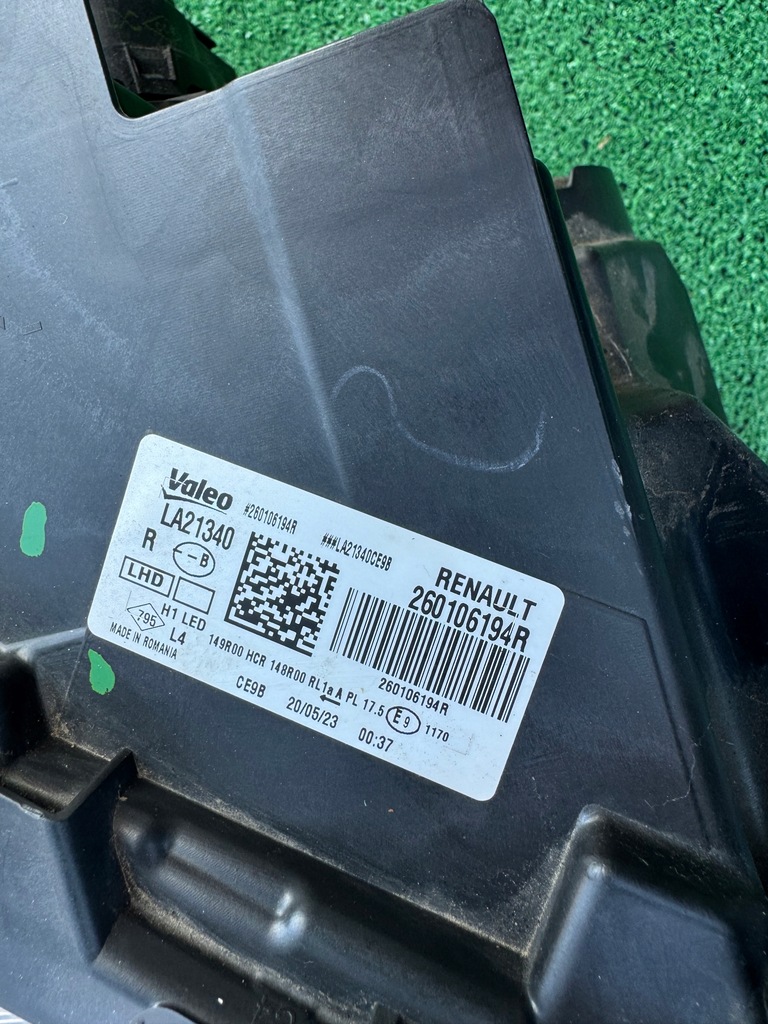 Valeo
LA21340
#260106194R
###LA21340CE9B
R
-B
LHD
795
H1 LED
L4
MADE IN ROMANIA
RENAULT
260106194R
260106194R
149R00 HCR 148R00 RL1a A PL 17.5 E9 1170
CE9B
20/05/23
00:37